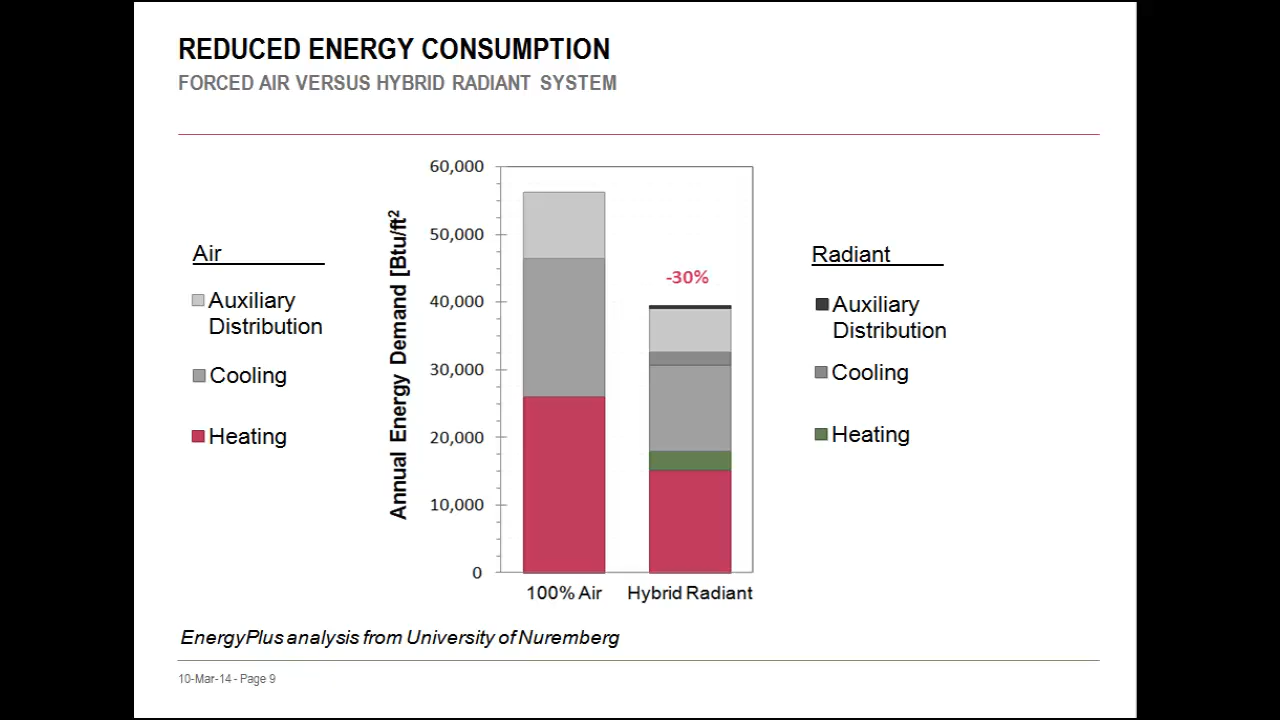 REDUCED ENERGY CONSUMPTION
FORCED AIR VERSUS HYBRID RADIANT SYSTEM
Air
Auxiliary
Distribution
Cooling
Heating
Annual Energy Demand [Btu/ft²
60,000
50,000
40,000
30,000
20,000
10,000
0
-30%
100% Air
Hybrid Radiant
Radiant
Auxiliary
Distribution
Cooling
Heating
EnergyPlus analysis from University of Nuremberg
10-Mar-14 - Page 9